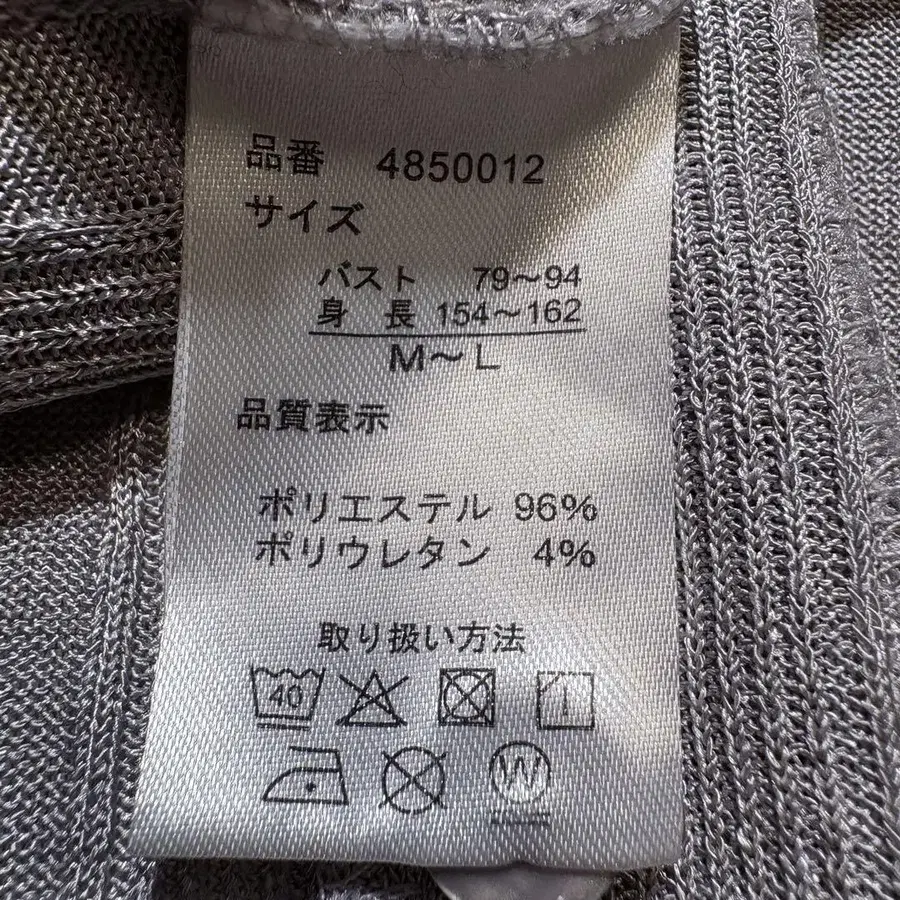 品番 4850012
サイズ
バスト 79～94
身長 154～162
M～L
品質表示
ポリエステル 96%
ポリウレタン 4%
取り扱い方法
40
W